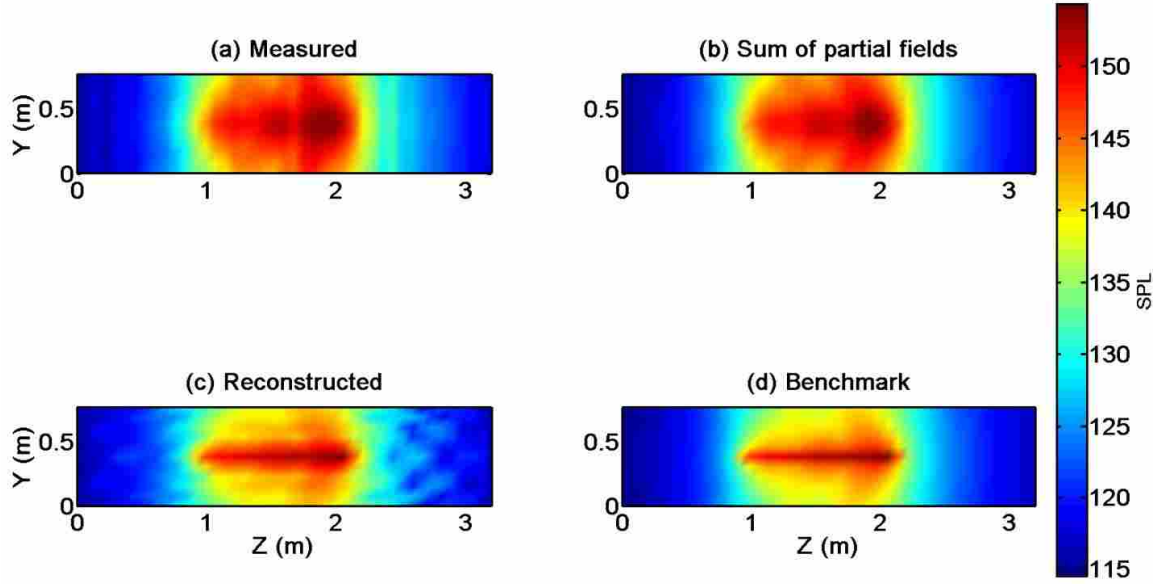 (a) Measured
(b) Sum of partial fields
Y (m)
0.5
0
0 1 2 3
0.5
0
0 1 2 3
(c) Reconstructed
(d) Benchmark
Y (m)
0.5
0
0 1 2 3
Z (m)
0.5
0
0 1 2 3
Z (m)
150
145
140
135
130
125
120
115
SPL